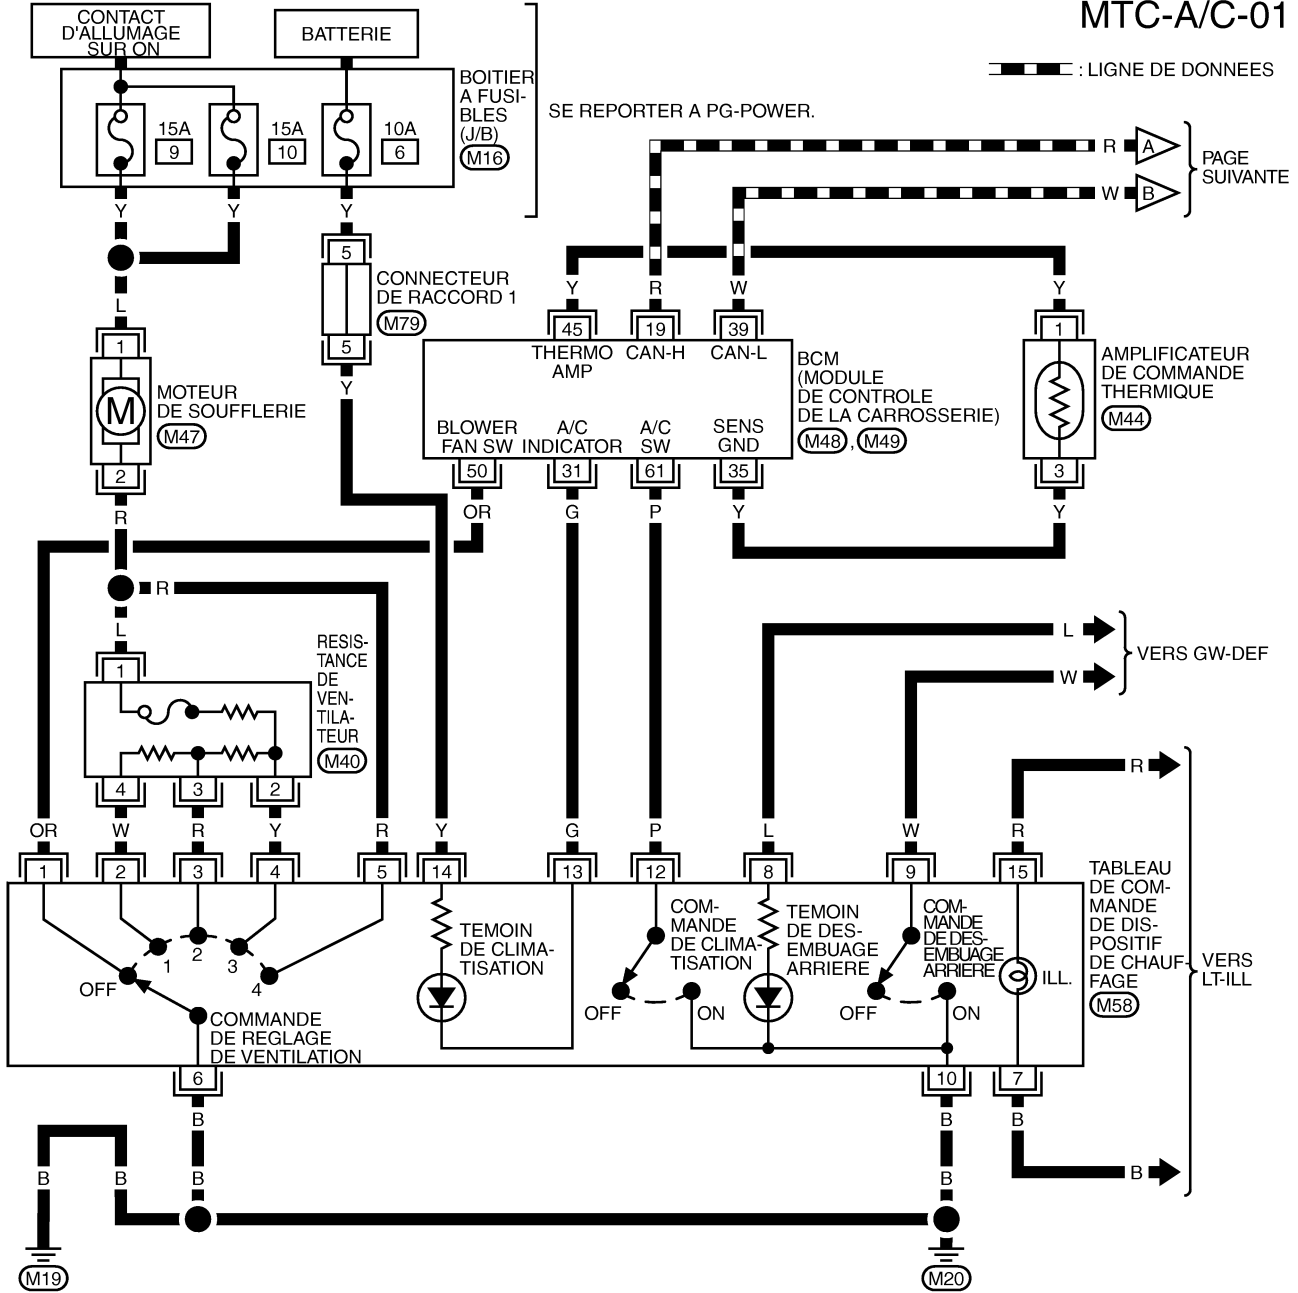 MTC-A/C-01
CONTACT
D'ALLUMAGE
SUR ON
BATTERIE
: LIGNE DE DONNEES
BOITIER
A FUSI-
BLES
(J/B)
M16
SE REPORTER A PG-POWER.
15A
9
15A
10
10A
6
R
A
W
B
PAGE
SUIVANTE
Y
Y
Y
5
CONNECTEUR
DE RACCORD 1
M79
5
Y
L
1
M
MOTEUR
DE SOUFFLERIE
M47
2
R
Y
R
W
Y
45
19
39
1
THERMO
AMP
CAN-H
CAN-L
BCM
(MODULE
DE CONTROLE
DE LA CARROSSERIE)
M48 , M49
AMPLIFICATEUR
DE COMMANDE
THERMIQUE
M44
BLOWER
FAN SW
A/C
INDICATOR
A/C
SW
SENS
GND
50
31
61
35
3
OR
G
P
Y
Y
R
L
L
W
VERS GW-DEF
RESIS-
TANCE
DE
VEN-
TILA-
TEUR
M40
1
4
3
2
R
OR
W
R
Y
R
Y
G
P
L
W
R
1
2
3
4
5
14
13
12
8
9
15
TABLEAU
DE COM-
MANDE
DE DIS-
POSITIF
DE CHAUF-
FAGE
M58
VERS
LT-ILL
OFF
1
2
3
4
COMMANDE
DE REGLAGE
DE VENTILATION
TEMOIN
DE CLIMA-
TISATION
COM-
MANDE
DE CLIMA-
TISATION
OFF
ON
TEMOIN
DE DES-
EMBUAGE
ARRIERE
COM-
MANDE
DE DES-
EMBUAGE
ARRIERE
OFF
ON
ILL.
6
10
7
B
B
B
B
B
B
B
B
M19
M20